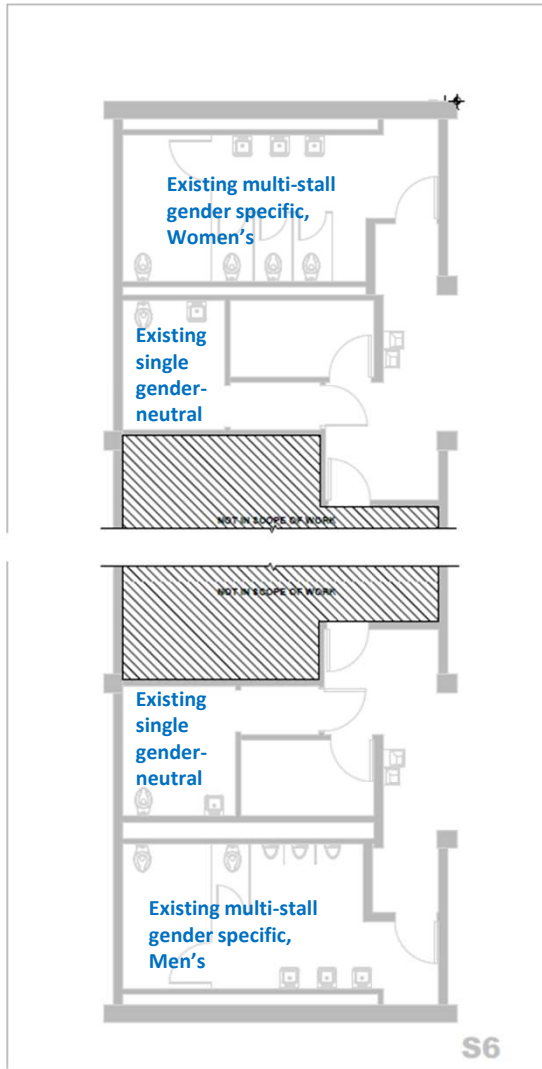 Existing multi-stall
gender specific,
Women’s
Existing
single
gender-
neutral
NOT IN SCOPE OF WORK
NOT IN SCOPE OF WORK
Existing
single
gender-
neutral
Existing multi-stall
gender specific,
Men’s
S6